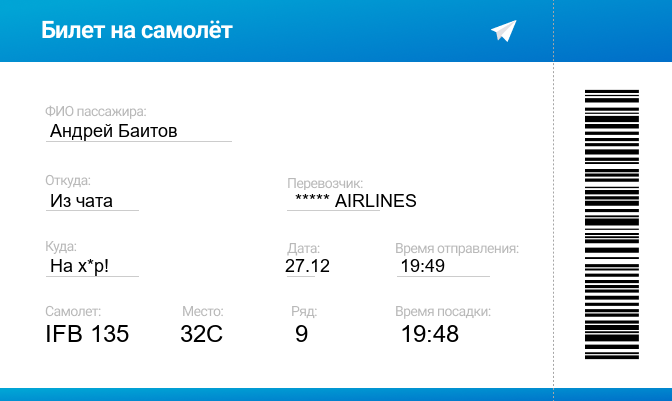 Билет на самолёт
ФИО пассажира:
Андрей Баитов
Откуда:
Перевозчик:
Из чата
***** AIRLINES
Куда:
Дата:
Время отправления:
На х*р!
27.12
19:49
Самолет:
Место:
Ряд:
Время посадки:
IFB 135
32C
9
19:48